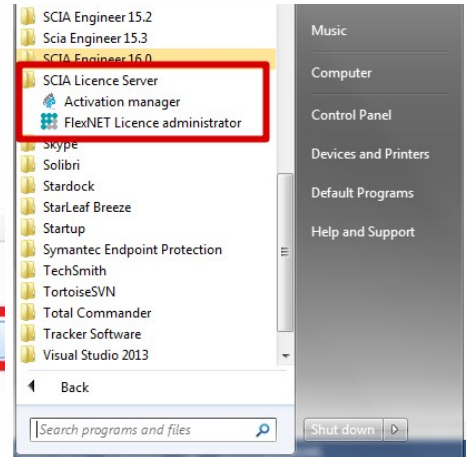 SCIA Engineer 15.2
Scia Engineer 15.3
SCIA Engineer 16.0
SCIA Licence Server
Activation manager
FlexNET Licence administrator
Skype
Solibri
Stardock
StarLeaf Breeze
Startup
Symantec Endpoint Protection
TechSmith
TortoiseSVN
Total Commander
Tracker Software
Visual Studio 2013
Back
Search programs and files
Music
Computer
Control Panel
Devices and Printers
Default Programs
Help and Support
Shut down